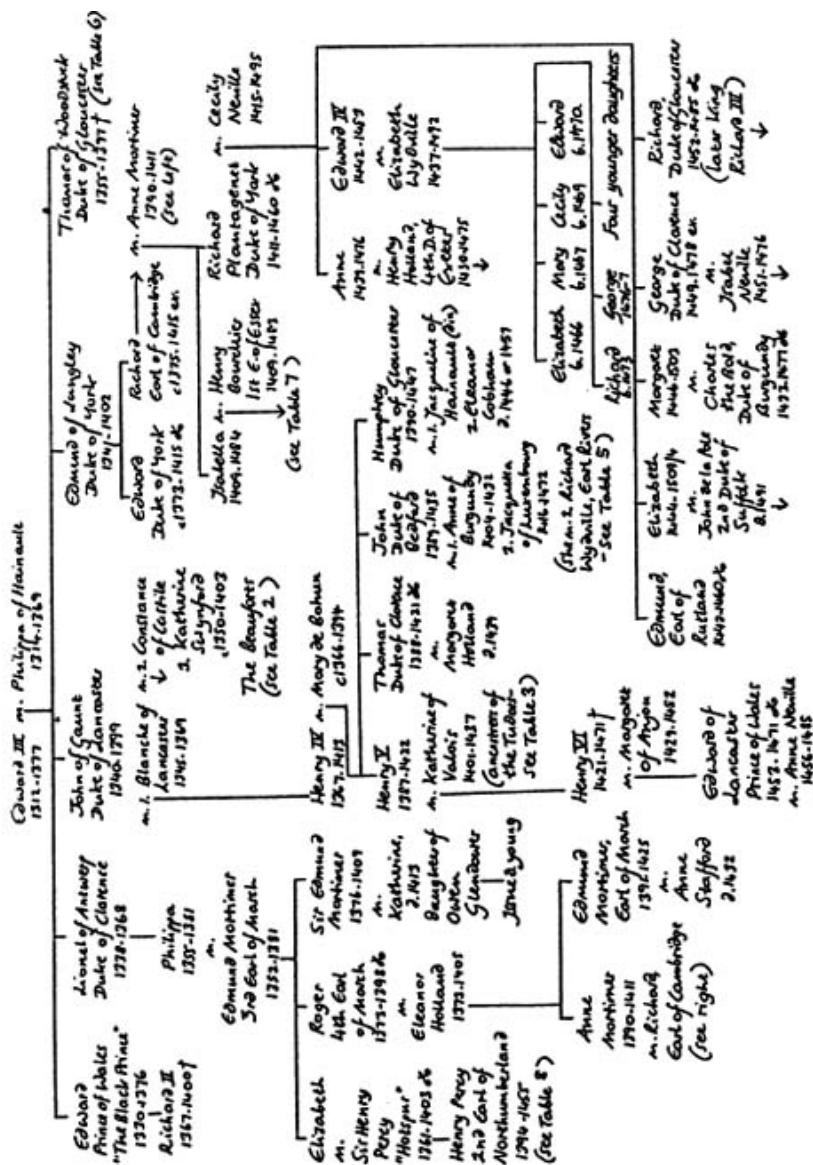 Edward III m. Philippa of Hainault
1312-1377
1314-1369
Edward
Prince of Wales
"The Black Prince"
1330-1376
Richard II
1367-1400†
Lionel of Antwerp
Duke of Clarence
1338-1368
Philippa
1355-1381
m.
Edmund Mortimer
3rd Earl of March
1352-1381
John of Gaunt
Duke of Lancaster
1340-1399
m. 1. Blanche of
Lancaster
1345-1369
m. 2 Constance
of Castile
3. Katherine
Swynford
c1350-1403
The Beauforts
(see Table 2)
Edmund of Langley
Duke of York
1341-1402
Thomas of Woodstock
Duke of Gloucester
1355-1397† (see Table 6)
Edward
Duke of York
c1373-1415
Richard
Earl of Cambridge
c1375-1415 ex.
m. Anne Mortimer
1390-1411
(see left)
Isabella m.
1409-1484
Henry
Bourchier
1st E. of Essex
1404-1483
(see Table 7)
Richard
Plantagenet
Duke of York
1411-1460
m. Cecily
Neville
1415-1495
Elizabeth
m.
Sir Henry
Percy
"Hotspur"
1361-1403
Henry Percy
2nd Earl of
Northumberland
1394-1455
(see Table 8)
Roger
4th Earl
of March
1373-1398
m
Eleanor
Holland
1373-1405
Sir Edmund
Mortimer
1376-1409
m.
Katherine,
d.1413
Daughter of
Owen
Glendower
Issue d. young
Anne
Mortimer
1390-1411
m. Richard,
Earl of Cambridge
(see right)
Edmund
Mortimer,
Earl of March
1391-1425
m.
Anne
Stafford
d.1432
Henry IV m. Mary de Bohun
1367-1413
c1366-1394
Henry V
1387-1422
m. Katherine of
Valois
1401-1437
(ancestress of
the Tudors-
see Table 3)
Thomas
Duke of Clarence
1388-1421
m.
Margaret
Holland
d.1439
John
Duke of
Bedford
1389-1435
m. 1. Anne of
Burgundy
1404-1432
2. Jacquetta
of Luxembourg
1416-1472
(She m. 2. Richard
Wydville, Earl Rivers
- see Table 5)
Humphrey
Duke of Gloucester
1390-1447
m. 1. Jacqueline of
Hainault (div)
2. Eleanor
Cobham
d.1446 or 1457
Henry VI
1421-1471†
m. Margaret
of Anjou
1429-1482
Edward of
Lancaster
Prince of Wales
1453-1471
m. Anne Neville
1456-1485
Anne
1439-1476
m.
Henry
Holland,
4th D. of
Exeter
1430-1475
Edward IV
1442-1483
m.
Elizabeth
Wydville
1437-1492
Elizabeth
b.1466
Mary
b.1467
Cecily
b.1469
Edward
b.1470
Richard
b.1473
George
1476-7
Four younger daughters
Edmund,
Earl of
Rutland
1443-1460
Elizabeth
1444-1503/4
m.
John de la Pole
2nd Duke of
Suffolk
d.1491
Margaret
1446-1503
m.
Charles
the Bold,
Duke of
Burgundy
1433-1477
George
Duke of Clarence
1449-1478 ex.
m.
Isabel
Neville
1451-1476
Richard,
Duke of Gloucester
1452-1485
(later King
Richard III)